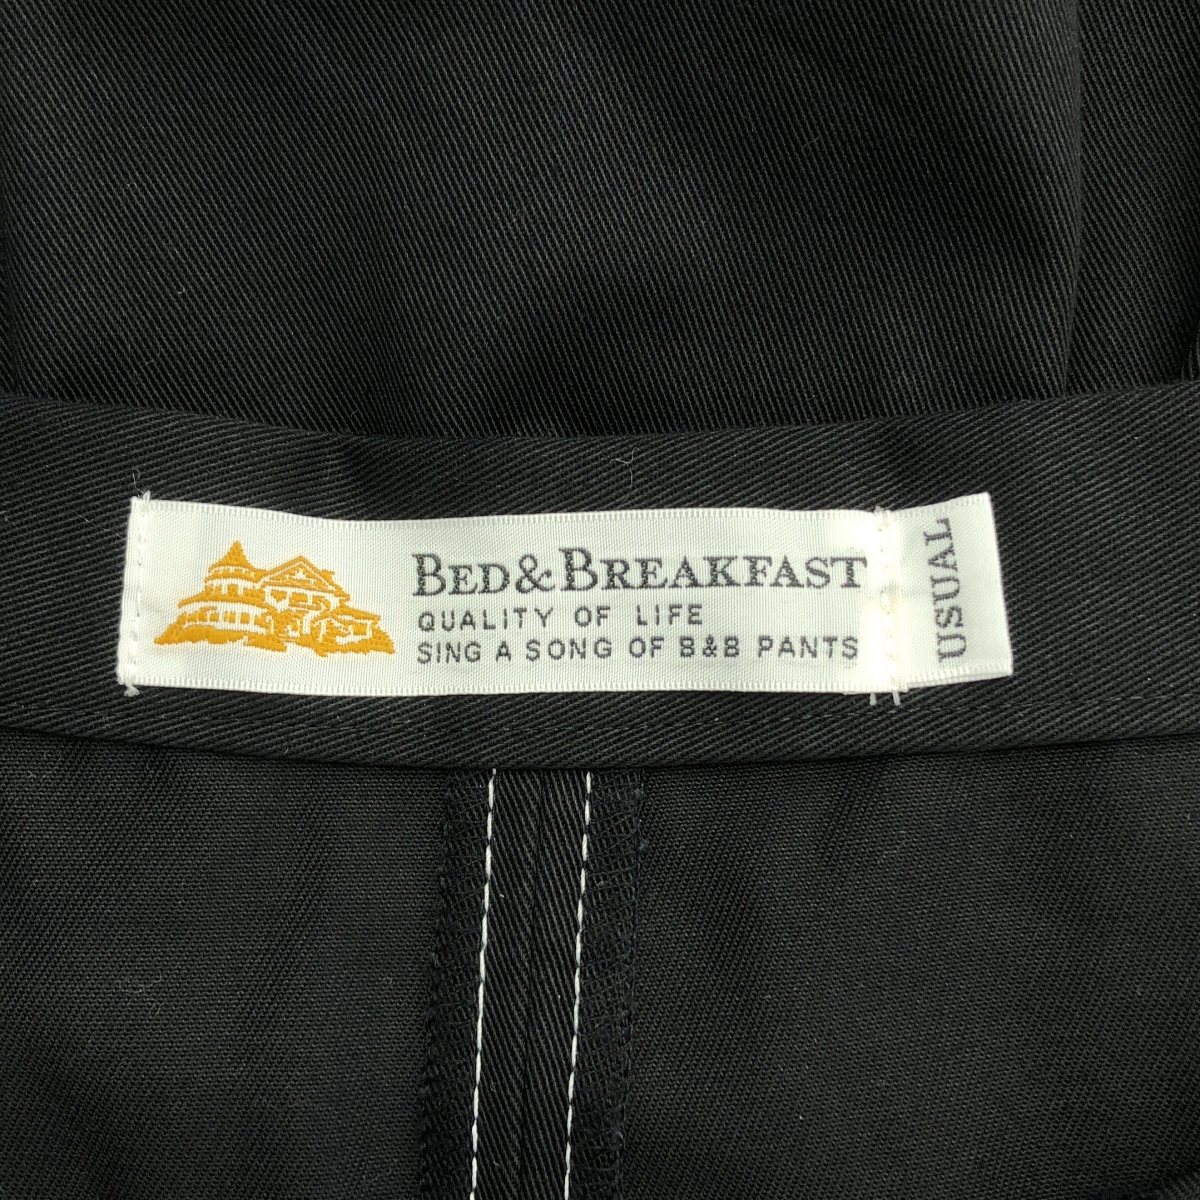 BED&BREAKFAST
QUALITY OF LIFE
SING A SONG OF B&B PANTS
USUAL